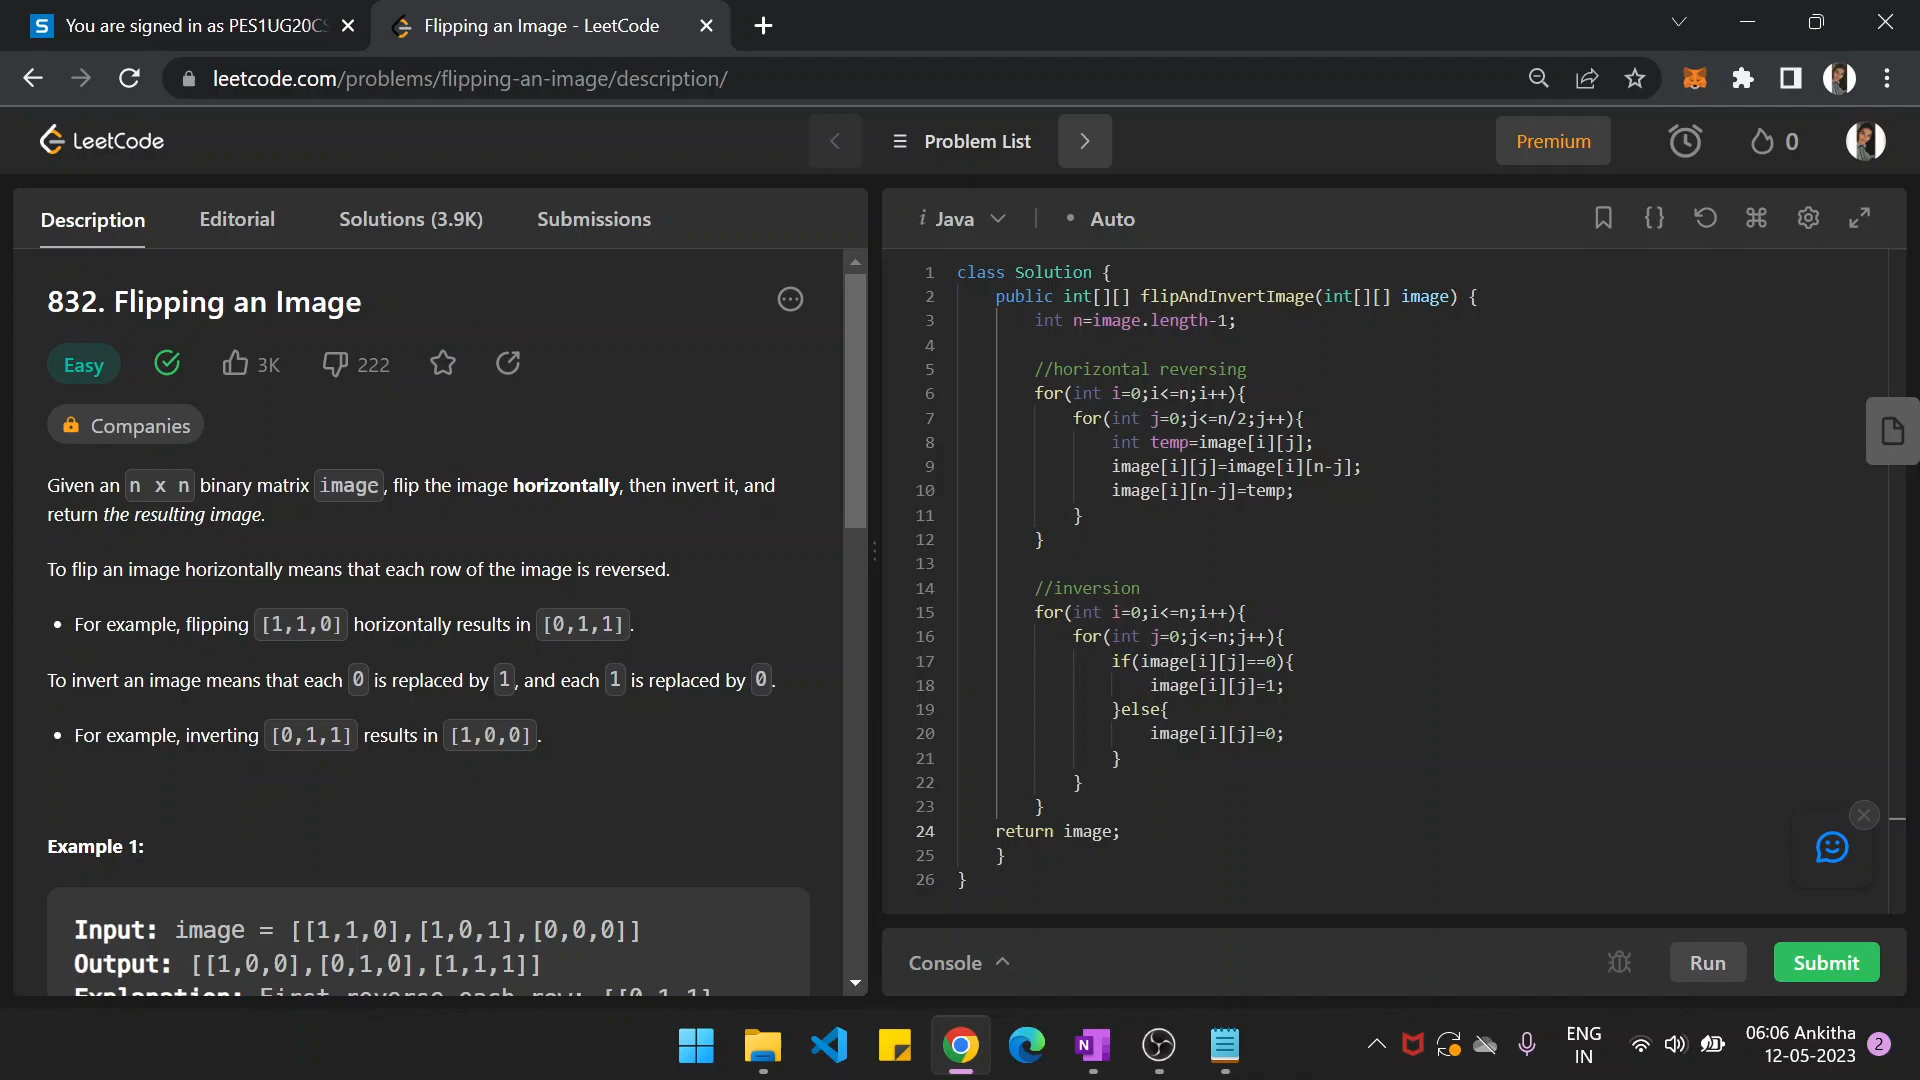 You are signed in as PES1UG20CS
Flipping an Image - LeetCode
leetcode.com/problems/flipping-an-image/description/
LeetCode
Problem List
Premium
0
Description
Editorial
Solutions (3.9K)
Submissions
832. Flipping an Image
Easy
3K
222
Companies
Given an n x n binary matrix image, flip the image horizontally, then invert it, and
return the resulting image.
To flip an image horizontally means that each row of the image is reversed.
• For example, flipping [1,1,0] horizontally results in [0,1,1].
To invert an image means that each 0 is replaced by 1, and each 1 is replaced by 0.
• For example, inverting [0,1,1] results in [1,0,0].
Example 1:
Input: image = [[1,1,0],[1,0,1],[0,0,0]]
Output: [[1,0,0],[0,1,0],[1,1,1]]
Explanation: First reverse each row: [[0,1,1]
i Java
• Auto
1 class Solution {
2 public int[][] flipAndInvertImage(int[][] image) {
3 int n=image.length-1;
4
5 //horizontal reversing
6 for(int i=0;i<=n;i++){
7 for(int j=0;j<=n/2;j++){
8 int temp=image[i][j];
9 image[i][j]=image[i][n-j];
10 image[i][n-j]=temp;
11 }
12 }
13
14 //inversion
15 for(int i=0;i<=n;i++){
16 for(int j=0;j<=n;j++){
17 if(image[i][j]==0){
18 image[i][j]=1;
19 }else{
20 image[i][j]=0;
21 }
22 }
23 }
24 return image;
25 }
26 }
Console
Run
Submit
ENG
IN
06:06 Ankitha
12-05-2023
2